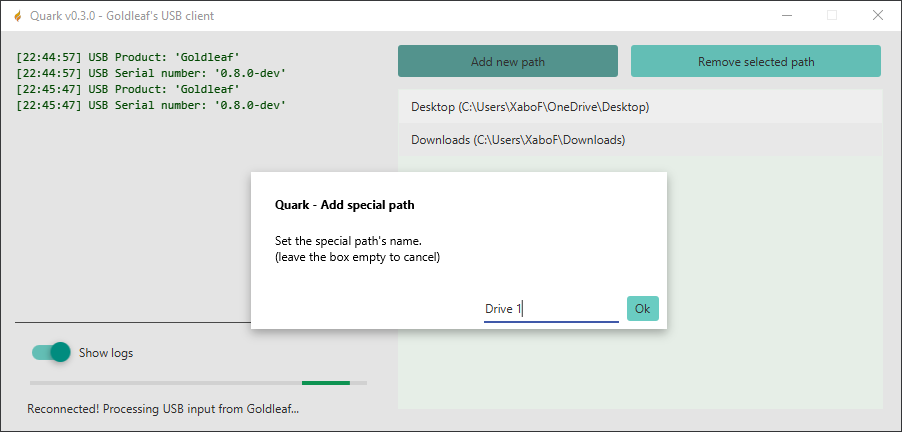 Quark v0.3.0 - Goldleaf's USB client
[22:44:57] USB Product: 'Goldleaf'
[22:44:57] USB Serial number: '0.8.0-dev'
[22:45:47] USB Product: 'Goldleaf'
[22:45:47] USB Serial number: '0.8.0-dev'
Add new path
Remove selected path
Desktop (C:\Users\XaboF\OneDrive\Desktop)
Downloads (C:\Users\XaboF\Downloads)
Quark - Add special path
Set the special path's name.
(leave the box empty to cancel)
Drive 1
Ok
Show logs
Reconnected! Processing USB input from Goldleaf...